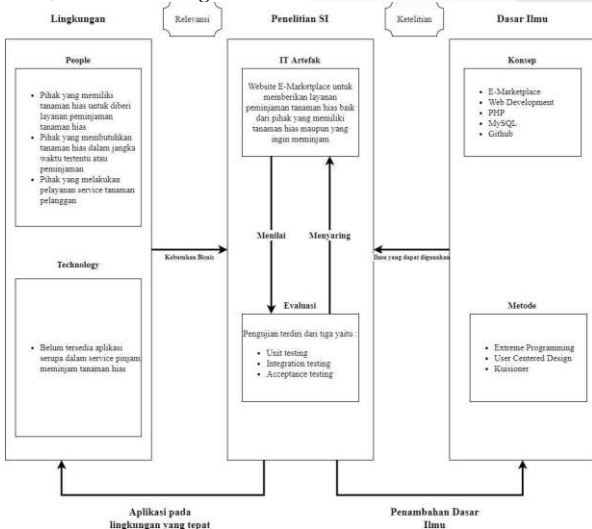 Lingkungan
Relevansi
Penelitian SI
Ketelitian
Dasar Ilmu
People
Pihak yang memiliki
tanaman hias untuk diberi
layanan peminjaman
tanaman hias
Pihak yang membutuhkan
tanaman hias dalam jangka
waktu tertentu atau
peminjaman
Pihak yang melakukan
pelayanan service tanaman
pelanggan
Technology
Belum tersedia aplikasi
serupa dalam service pinjam
meminjam tanaman hias
Kebutuhan Bisnis
IT Artefak
Website E-Marketplace untuk
memberikan layanan
peminjaman tanaman hias baik
dari pihak yang memiliki
tanaman hias maupun yang
ingin meminjam
Menilai
Menyaring
Evaluasi
Pengujian terdiri dari tiga yaitu :
Unit testing
Integration testing
Acceptance testing
Ilmu yang dapat digunakan
Konsep
E-Marketplace
Web Development
PHP
MySQL
Github
Metode
Extreme Programming
User Centered Design
Kuisioner
Aplikasi pada
lingkungan yang tepat
Penambahan Dasar
Ilmu